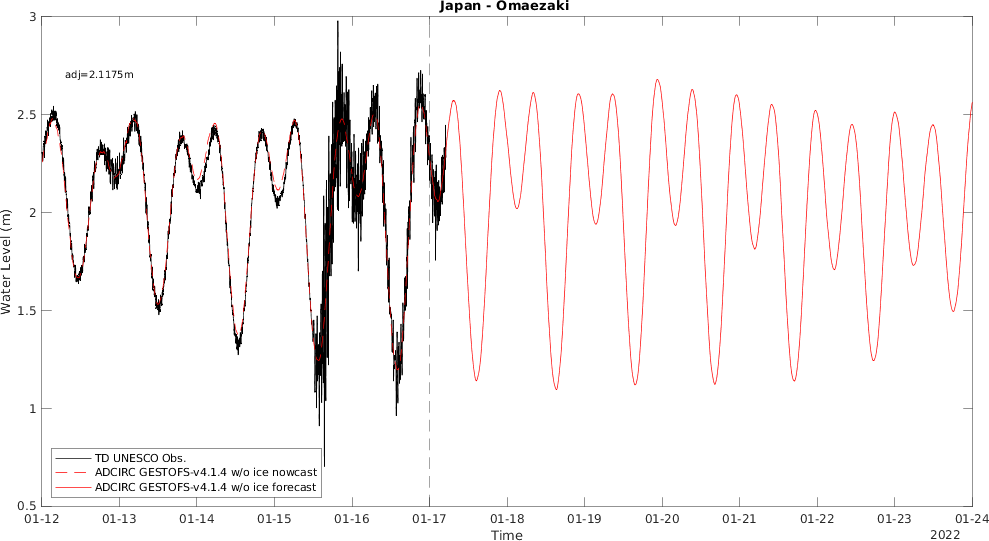 Japan - Omaezaki
adj=2.1175m
3
2.5
2
1.5
1
0.5
Water Level (m)
TD UNESCO Obs.
ADCIRC GESTOFS-v4.1.4 w/o ice nowcast
ADCIRC GESTOFS-v4.1.4 w/o ice forecast
01-12 01-13 01-14 01-15 01-16 01-17 01-18 01-19 01-20 01-21 01-22 01-23 01-24
Time
2022